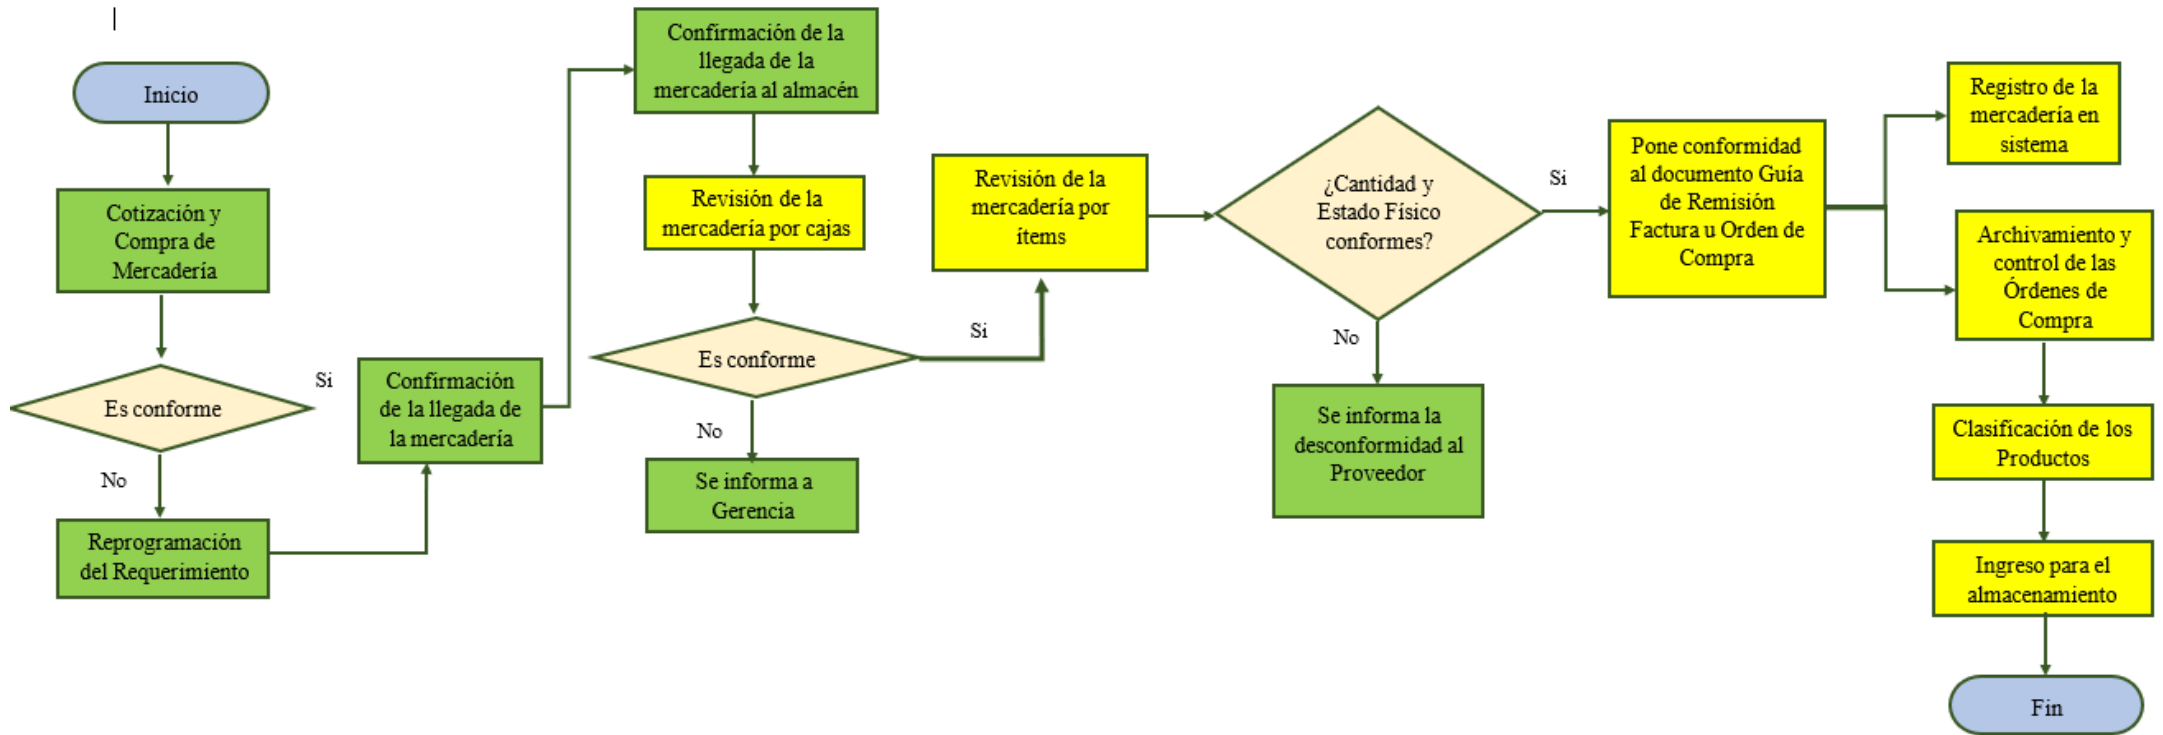 Inicio
Cotización y
Compra de
Mercadería
Es conforme
Si
No
Reprogramación
del Requerimiento
Confirmación
de la llegada de
la mercadería
Confirmación de la
llegada de la
mercadería al almacén
Revisión de la
mercadería por cajas
Es conforme
Si
No
Se informa a
Gerencia
Revisión de la
mercadería por
ítems
¿Cantidad y
Estado Físico
conformes?
Si
No
Se informa la
desconformidad al
Proveedor
Pone conformidad
al documento Guía
de Remisión
Factura u Orden de
Compra
Registro de la
mercadería en
sistema
Archivamiento y
control de las
Órdenes de
Compra
Clasificación de los
Productos
Ingreso para el
almacenamiento
Fin